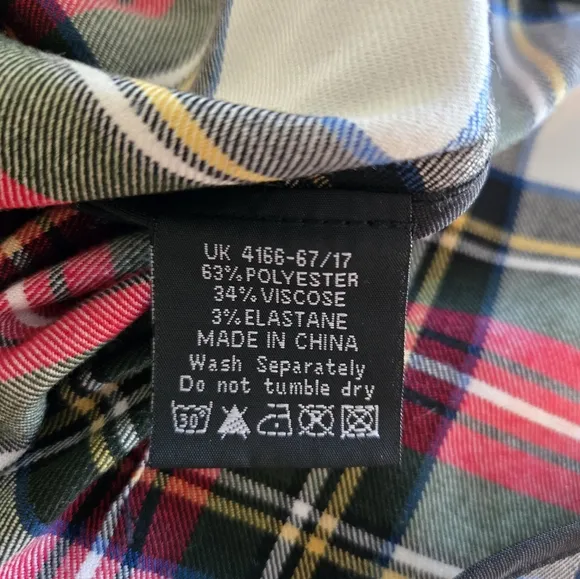 UK 4166-67/17
63% POLYESTER
34% VISCOSE
3% ELASTANE
MADE IN CHINA
Wash Separately
Do not tumble dry
30°